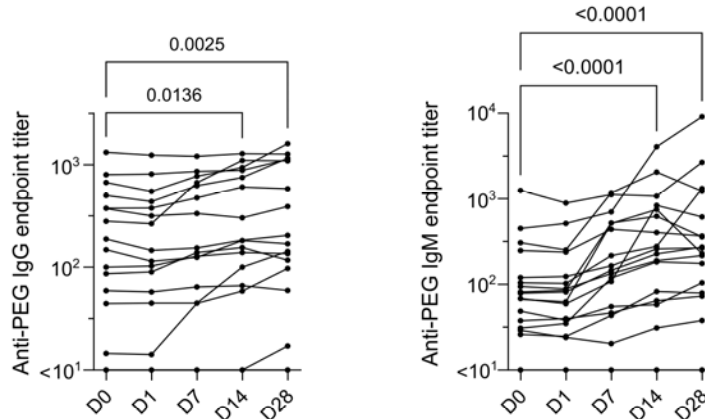 0.0025
0.0136
Anti-PEG IgG endpoint titer
10³
10²
<10¹
D0
D1
D7
D14
D28
<0.0001
<0.0001
Anti-PEG IgM endpoint titer
10⁴
10³
10²
<10¹
D0
D1
D7
D14
D28